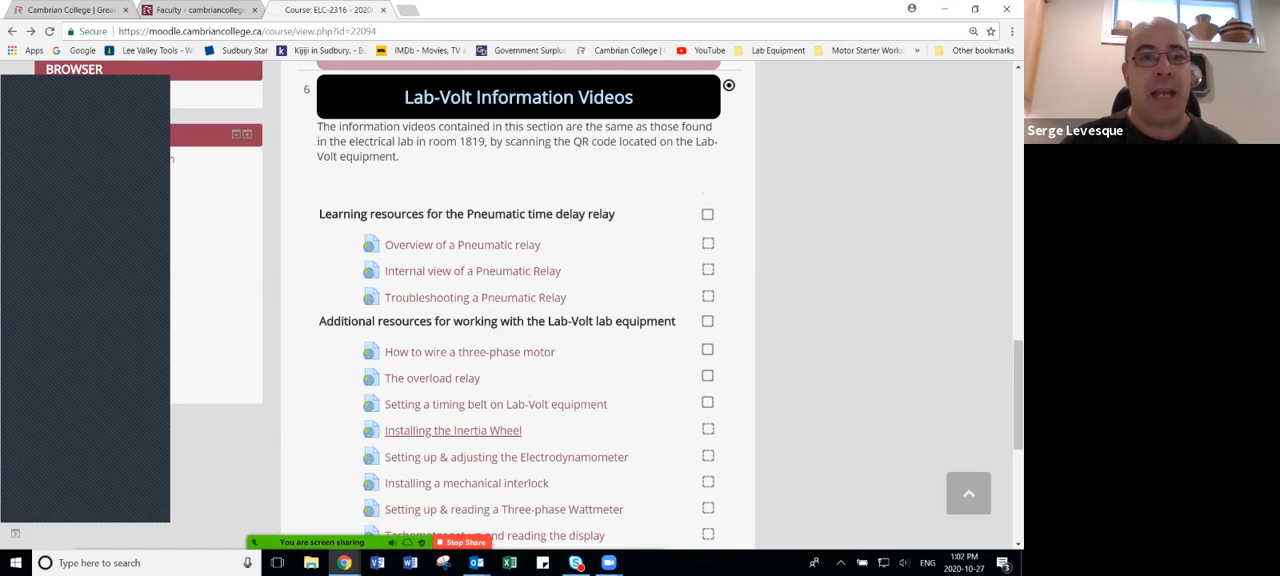 Cambrian College | Great
Faculty - cambriancollege
Course: ELC-2316 - 2020
Secure
https://moodle.cambriancollege.ca/course/view.php?id=22094
Apps
Google
Lee Valley Tools - W
Sudbury Star
Kijiji in Sudbury. - Bu
IMDb - Movies, TV a
Government Surplu
Cambrian College | C
YouTube
Lab Equipment
Motor Starter Works
»
Other bookmarks
BROWSER
6
Lab-Volt Information Videos
The information videos contained in this section are the same as those found
in the electrical lab in room 1819, by scanning the QR code located on the Lab-
Volt equipment.
Learning resources for the Pneumatic time delay relay
Overview of a Pneumatic relay
Internal view of a Pneumatic Relay
Troubleshooting a Pneumatic Relay
Additional resources for working with the Lab-Volt lab equipment
How to wire a three-phase motor
The overload relay
Setting a timing belt on Lab-Volt equipment
Installing the Inertia Wheel
Setting up & adjusting the Electrodynamometer
Installing a mechanical interlock
Setting up & reading a Three-phase Wattmeter
Tachometer set up and reading the display
You are screen sharing
Stop Share
Serge Levesque
Type here to search
ENG
1:02 PM
2020-10-27
3